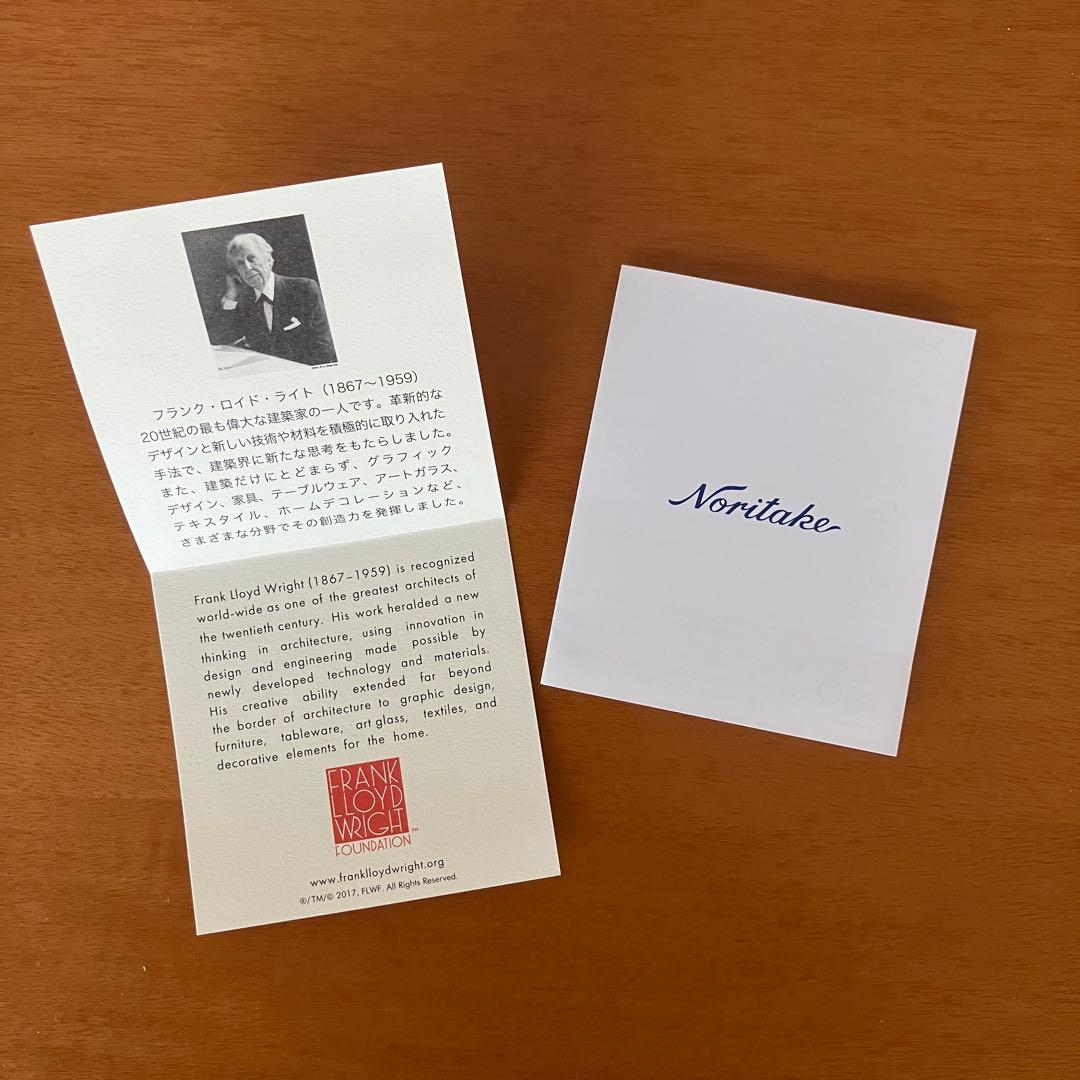 フランク・ロイド・ライト（1867〜1959）
20世紀の最も偉大な建築家の一人です。革新的な
デザインと新しい技術や材料を積極的に取り入れた
手法で、建築界に新たな思考をもたらしました。
また、建築だけにとどまらず、グラフィック
デザイン、家具、テーブルウェア、アートガラス、
テキスタイル、ホームデコレーションなど、
さまざまな分野でその創造力を発揮しました。
Frank Lloyd Wright (1867–1959) is recognized
world-wide as one of the greatest architects of
the twentieth century. His work heralded a new
thinking in architecture, using innovation in
design and engineering made possible by
newly developed technology and materials.
His creative ability extended far beyond
the border of architecture to graphic design,
furniture, tableware, art glass, textiles, and
decorative elements for the home.
FRANK
LLOYD
WRIGHT
FOUNDATION™
www.franklloydwright.org
®/TM/© 2017, FLWF. All Rights Reserved.
Noritake